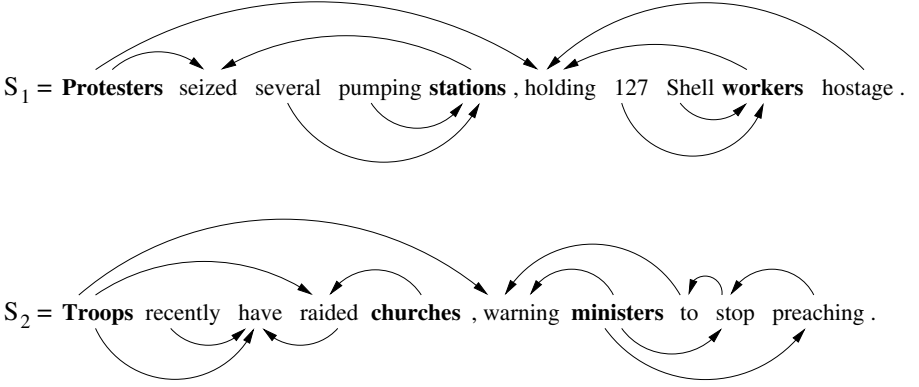 S1 = Protesters seized several pumping stations , holding 127 Shell workers hostage .
S2 = Troops recently have raided churches , warning ministers to stop preaching .